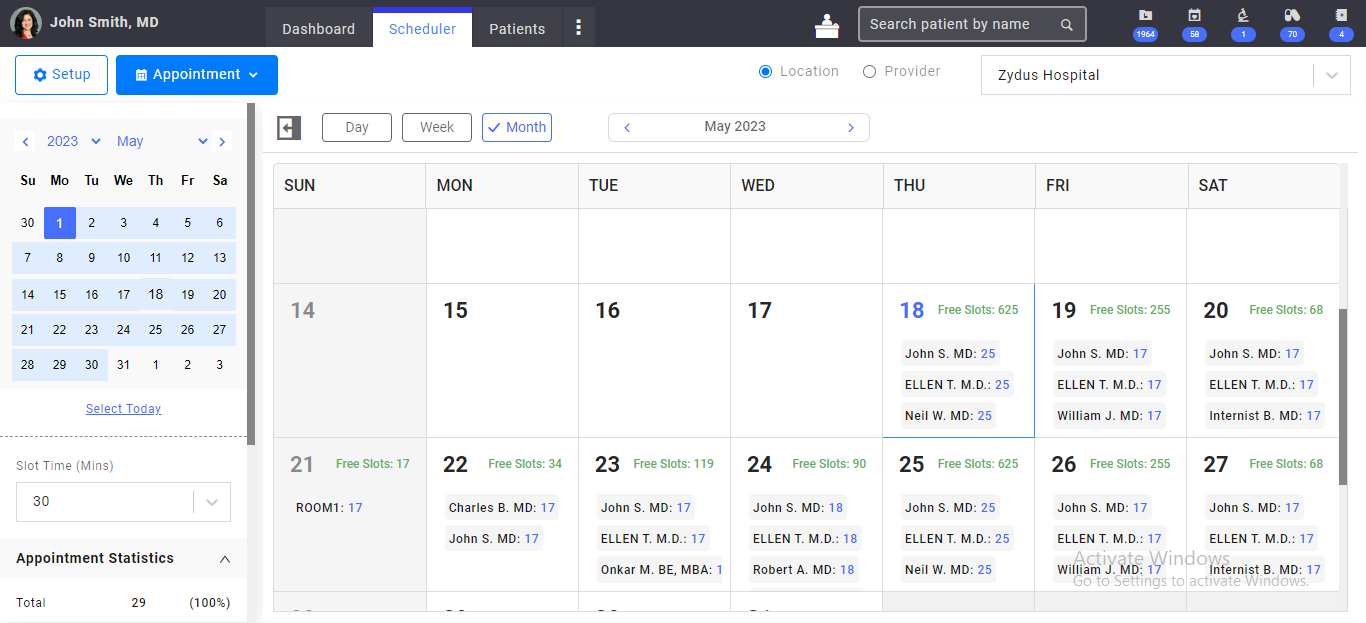 John Smith, MD
Dashboard
Scheduler
Patients
Search patient by name
1964
58
1
70
4
Setup
Appointment
Location
Provider
Zydus Hospital
2023 May
Su Mo Tu We Th Fr Sa
30 1 2 3 4 5 6
7 8 9 10 11 12 13
14 15 16 17 18 19 20
21 22 23 24 25 26 27
28 29 30 31 1 2 3
Select Today
Slot Time (Mins)
30
Appointment Statistics
Total 29 (100%)
Day
Week
Month
May 2023
SUN MON TUE WED THU FRI SAT
14
15
16
17
18 Free Slots: 625
John S. MD: 25
ELLEN T. M.D.: 25
Neil W. MD: 25
19 Free Slots: 255
John S. MD: 17
ELLEN T. M.D.: 17
William J. MD: 17
20 Free Slots: 68
John S. MD: 17
ELLEN T. M.D.: 17
Internist B. MD: 17
21 Free Slots: 17
ROOM1: 17
22 Free Slots: 34
Charles B. MD: 17
John S. MD: 17
23 Free Slots: 119
John S. MD: 17
ELLEN T. M.D.: 17
Onkar M. BE, MBA: 1
24 Free Slots: 90
John S. MD: 18
ELLEN T. M.D.: 18
Robert A. MD: 18
25 Free Slots: 625
John S. MD: 25
ELLEN T. M.D.: 25
Neil W. MD: 25
26 Free Slots: 255
John S. MD: 17
ELLEN T. M.D.: 17
William J. MD: 17
27 Free Slots: 68
John S. MD: 17
ELLEN T. M.D.: 17
Internist B. MD: 17
Activate Windows
Go to Settings to activate Windows.